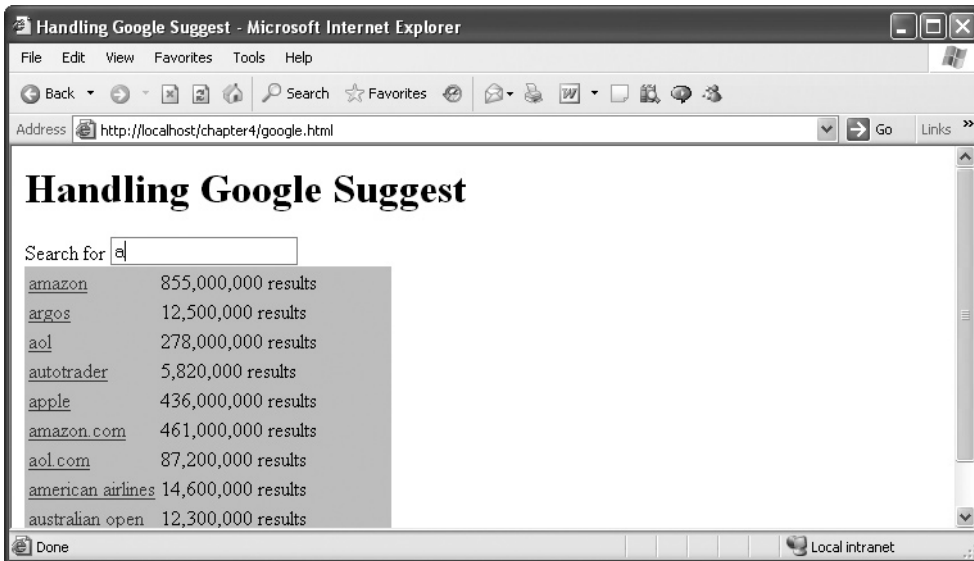 Handling Google Suggest - Microsoft Internet Explorer
File Edit View Favorites Tools Help
Back Search Favorites
Address http://localhost/chapter4/google.html Go Links »
Handling Google Suggest
Search for a
amazon 855,000,000 results
argos 12,500,000 results
aol 278,000,000 results
autotrader 5,820,000 results
apple 436,000,000 results
amazon.com 461,000,000 results
aol.com 87,200,000 results
american airlines 14,600,000 results
australian open 12,300,000 results
Done Local intranet